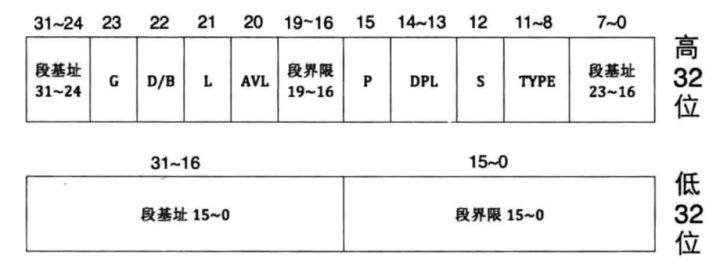 31~24 23 22 21 20 19~16 15 14~13 12 11~8 7~0
段基址 31~24 G D/B L AVL 段界限 19~16 P DPL S TYPE 段基址 23~16
高32位
31~16 15~0
段基址 15~0 段界限 15~0
低32位